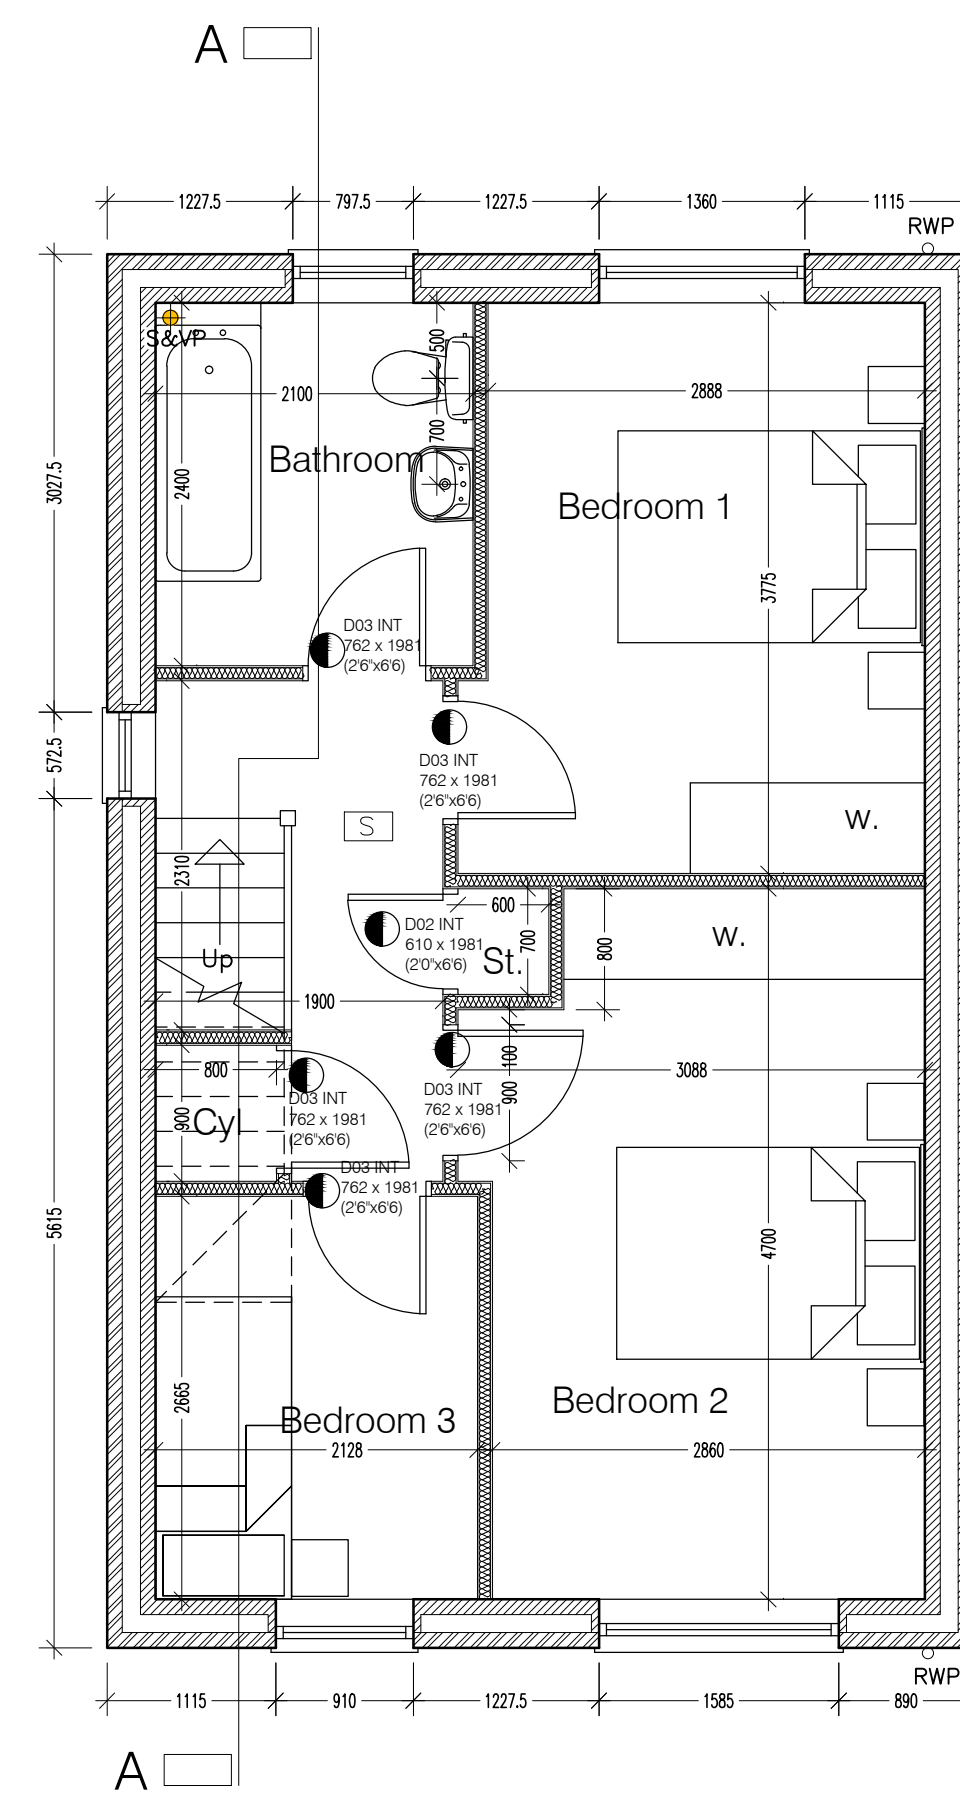 A
1227.5
797.5
1227.5
1360
1115
RWP
S&VP
500
2100
2888
700
Bathroom
2400
3027.5
Bedroom 1
3775
D03 INT
762 x 1981
(2'6"x6'6)
572.5
D03 INT
762 x 1981
(2'6"x6'6)
S
W.
2310
600
D02 INT
610 x 1981
(2'0"x6'6)
St.
700
800
W.
Up
1900
100
800
3088
D03 INT
762 x 1981
(2'6"x6'6)
D03 INT
762 x 1981
(2'6"x6'6)
900
900
Cyl
D03 INT
762 x 1981
(2'6"x6'6)
5615
4700
2665
Bedroom 2
Bedroom 3
2128
2860
RWP
1115
910
1227.5
1585
890
A